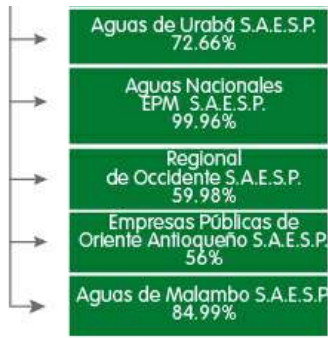 Aguas de Urabá S.A.E.S.P.
72.66%
Aguas Nacionales
EPM S.A.E.S.P.
99.96%
Regional
de Occidente S.A.E.S.P.
59.98%
Empresas Públicas de
Oriente Antioqueño S.A.E.S.P.
56%
Aguas de Malambo S.A.E.S.P
84.99%